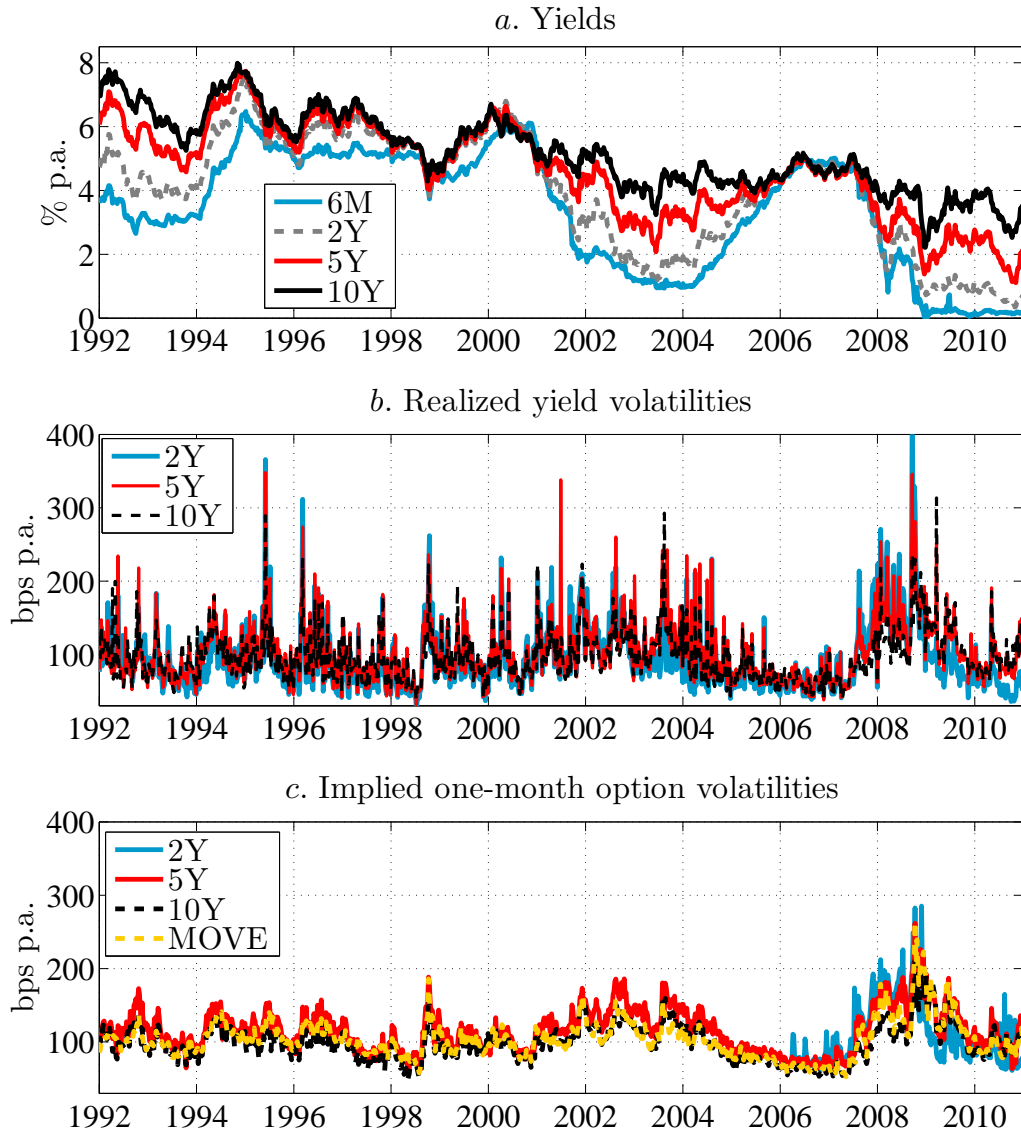 a. Yields
% p.a.
8
6
4
2
0
6M
2Y
5Y
10Y
1992 1994 1996 1998 2000 2002 2004 2006 2008 2010
b. Realized yield volatilities
bps p.a.
400
300
200
100
2Y
5Y
10Y
1992 1994 1996 1998 2000 2002 2004 2006 2008 2010
c. Implied one-month option volatilities
bps p.a.
400
300
200
100
2Y
5Y
10Y
MOVE
1992 1994 1996 1998 2000 2002 2004 2006 2008 2010